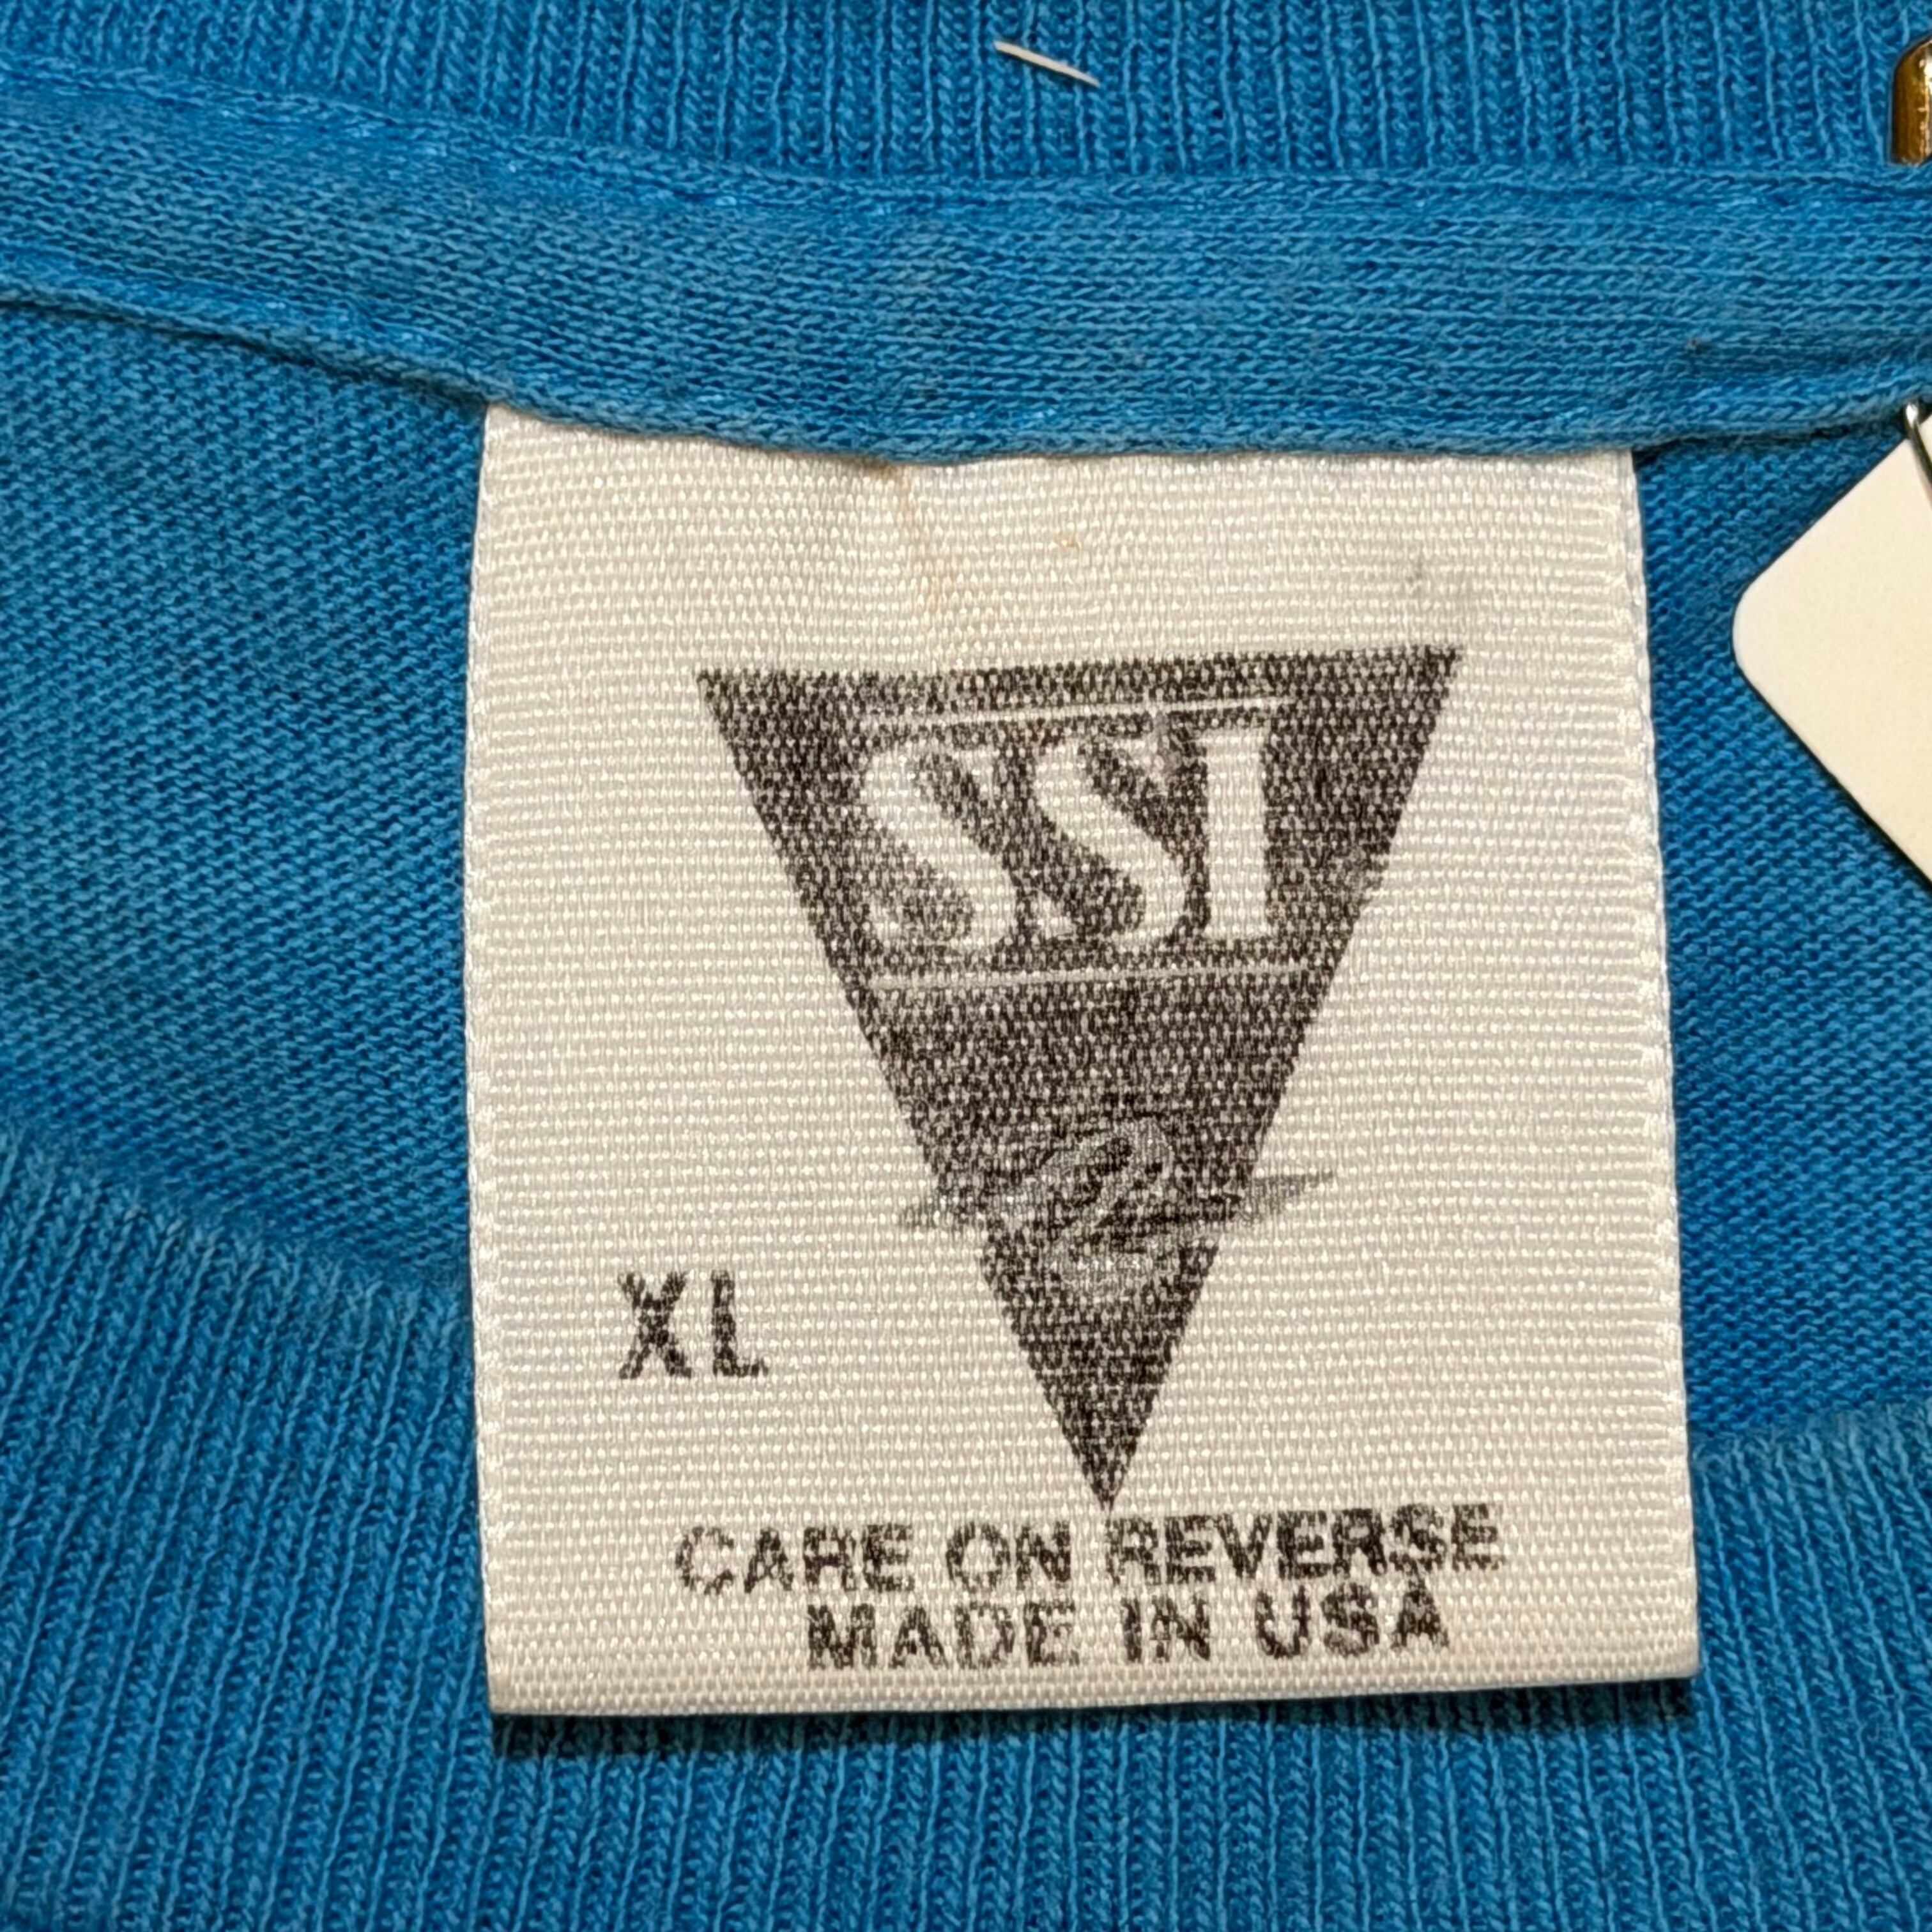 SSI
XL
CARE ON REVERSE
MADE IN USA